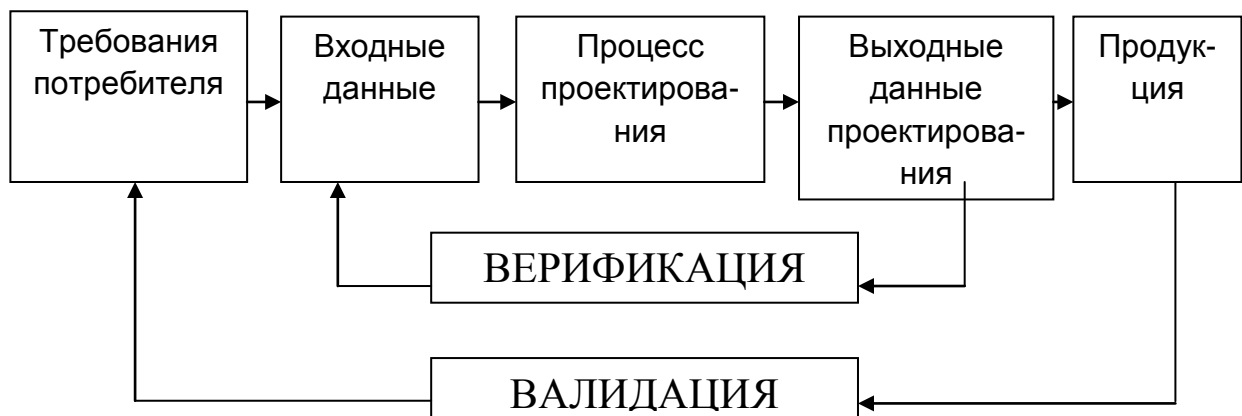 Требования
потребителя
Входные
данные
Процесс
проектирова-
ния
Выходные
данные
проектирова-
ния
Продук-
ция
ВЕРИФИКАЦИЯ
ВАЛИДАЦИЯ